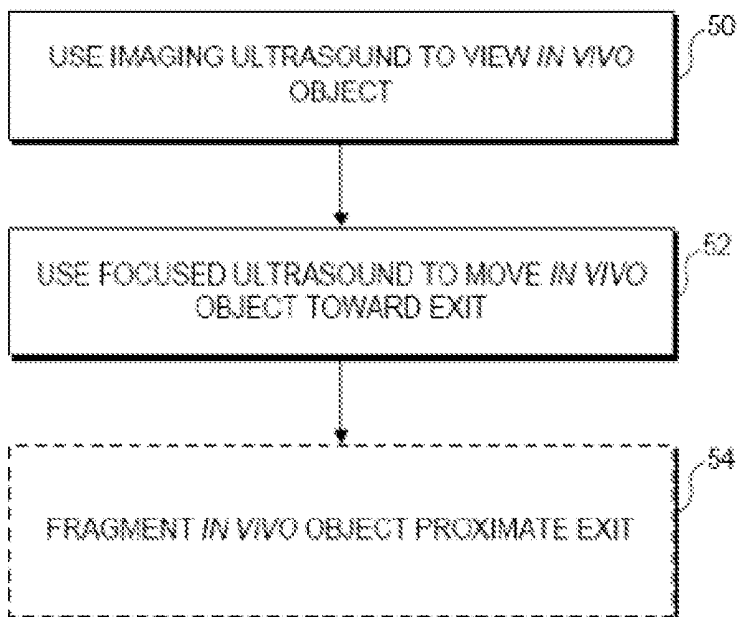 USE IMAGING ULTRASOUND TO VIEW IN VIVO
OBJECT
50
USE FOCUSED ULTRASOUND TO MOVE IN VIVO
OBJECT TOWARD EXIT
52
FRAGMENT IN VIVO OBJECT PROXIMATE EXIT
54